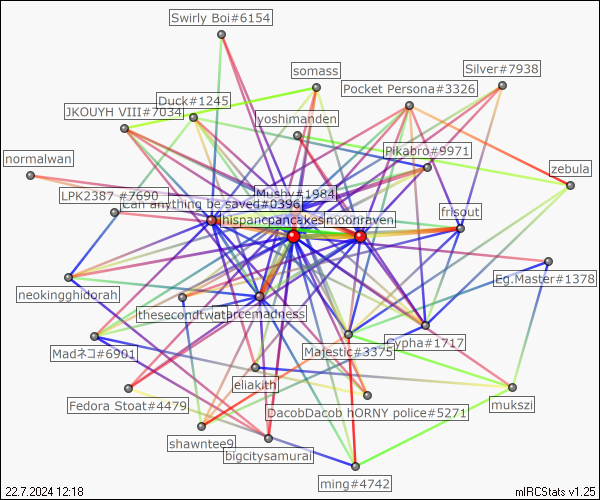 Swirly Boi#6154
Silver#7938
somass
Pocket Persona#3326
Duck#1245
JKOUYH VIII#7034
yoshimanden
Pikabro#9971
normalwan
zebula
Mushy#1984
LPK2387 #7690
can anything be saved#0396
hispanicpancakes
moonraven
frisout
Eg.Master#1378
neokingghidorah
thesecondtwat
arcemadness
Cypha#1717
Majestic#3375
Madネコ#6901
eliakith
Fedora Stoat#4479
DacobDacob hORNY police#5271
mukszi
shawntee9
bigcitysamurai
ming#4742
22.7.2024 12:18
mIRCStats v1.25